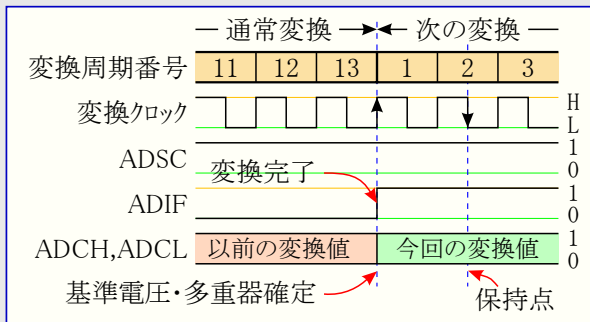 通常変換 次の変換
変換周期番号 11 12 13 1 2 3
変換クロック H L
ADSC 1 0
変換完了
ADIF 1 0
ADCH,ADCL 以前の変換値 今回の変換値 1 0
基準電圧・多重器確定 保持点